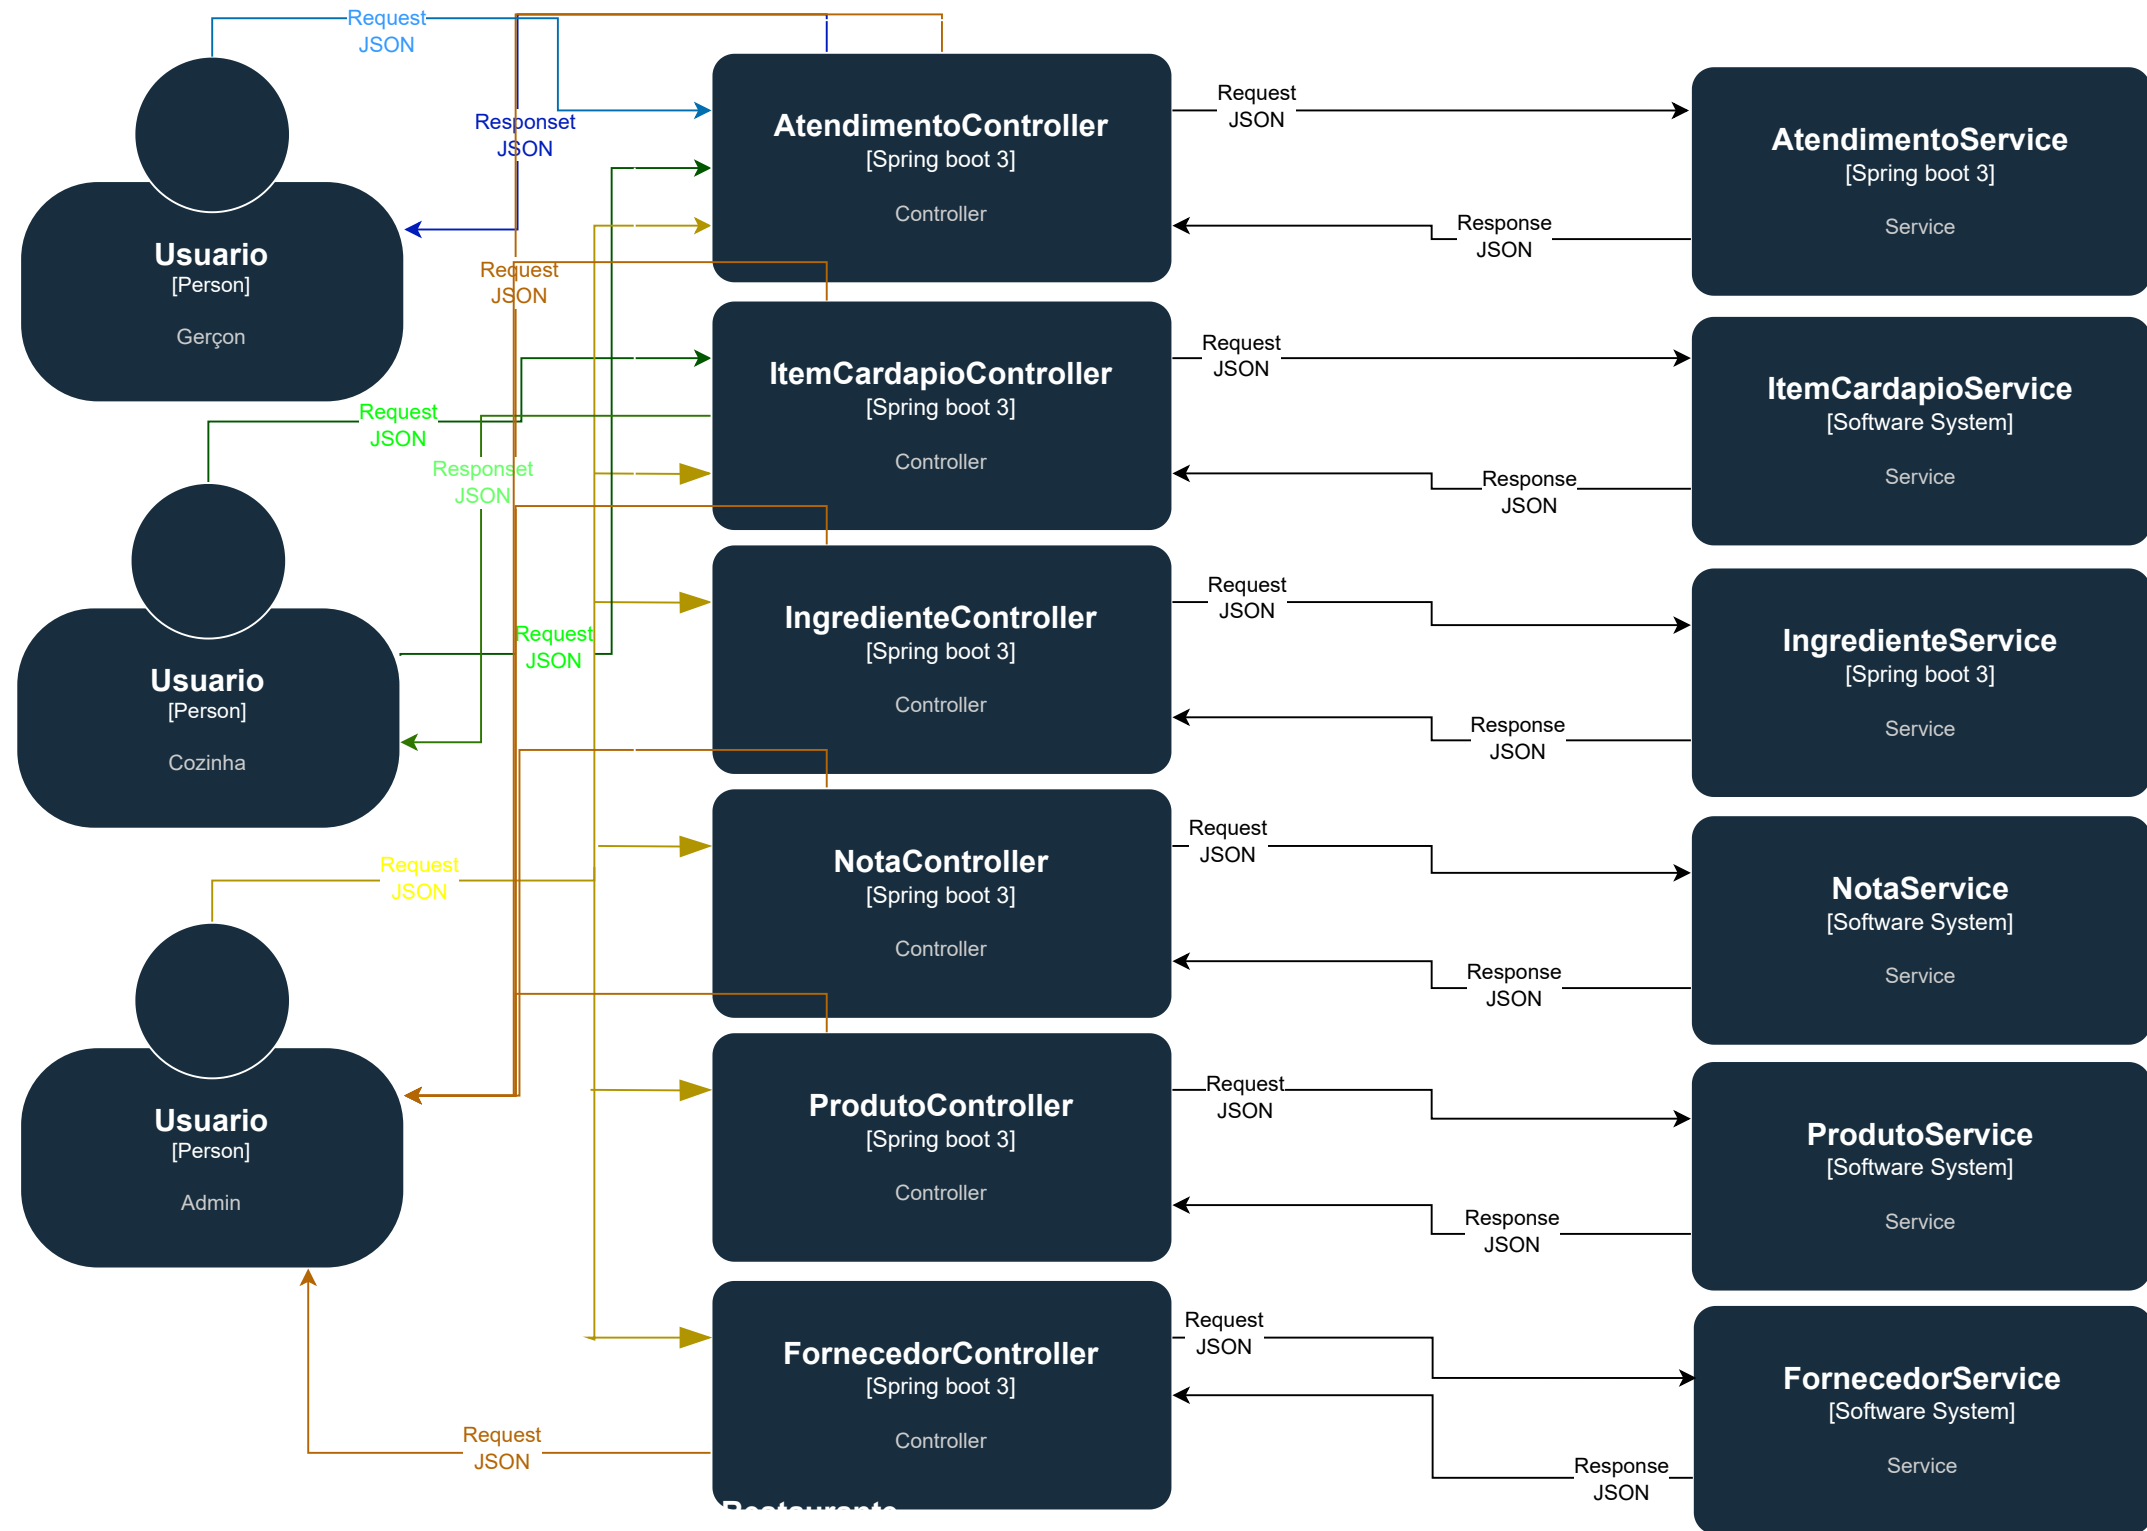 Request
JSON
Responset
JSON
Usuario
[Person]
Gerçon
Request
JSON
Request
JSON
Responset
JSON
Usuario
[Person]
Cozinha
Request
JSON
Request
JSON
Usuario
[Person]
Admin
Request
JSON
AtendimentoController
[Spring boot 3]
Controller
ItemCardapioController
[Spring boot 3]
Controller
IngredienteController
[Spring boot 3]
Controller
NotaController
[Spring boot 3]
Controller
ProdutoController
[Spring boot 3]
Controller
FornecedorController
[Spring boot 3]
Controller
Restaurante
Request
JSON
Response
JSON
Request
JSON
Response
JSON
Request
JSON
Response
JSON
Request
JSON
Response
JSON
Request
JSON
Response
JSON
Request
JSON
Response
JSON
AtendimentoService
[Spring boot 3]
Service
ItemCardapioService
[Software System]
Service
IngredienteService
[Spring boot 3]
Service
NotaService
[Software System]
Service
ProdutoService
[Software System]
Service
FornecedorService
[Software System]
Service